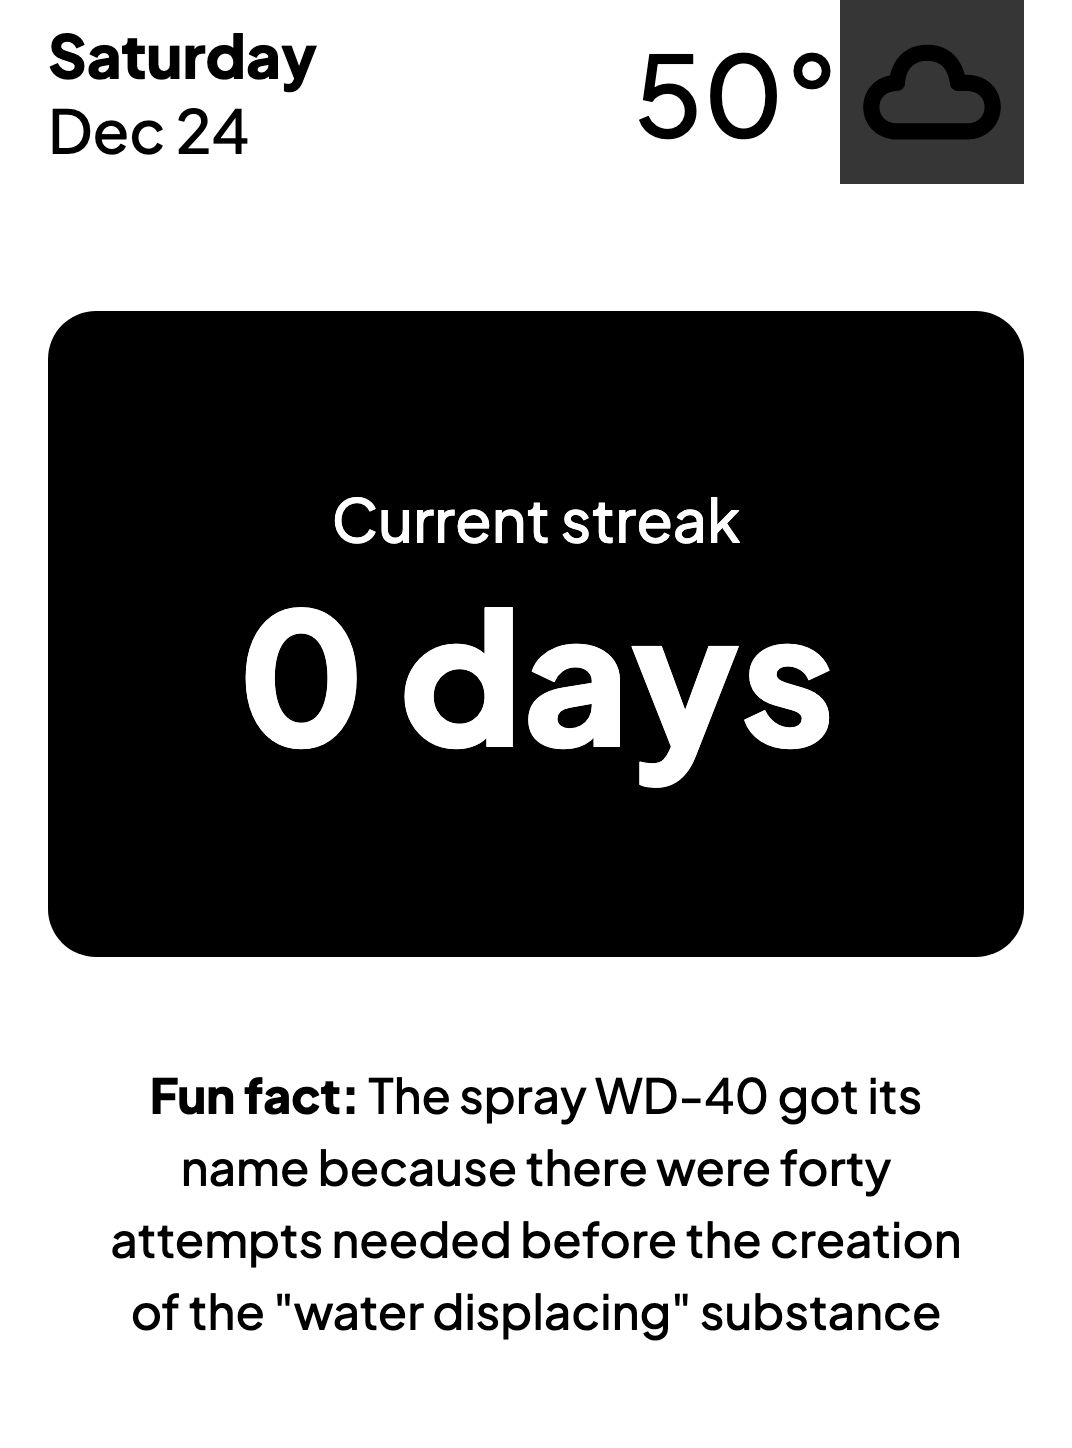 Saturday
Dec 24
50°
Current streak
0 days
Fun fact: The spray WD-40 got its
name because there were forty
attempts needed before the creation
of the "water displacing" substance